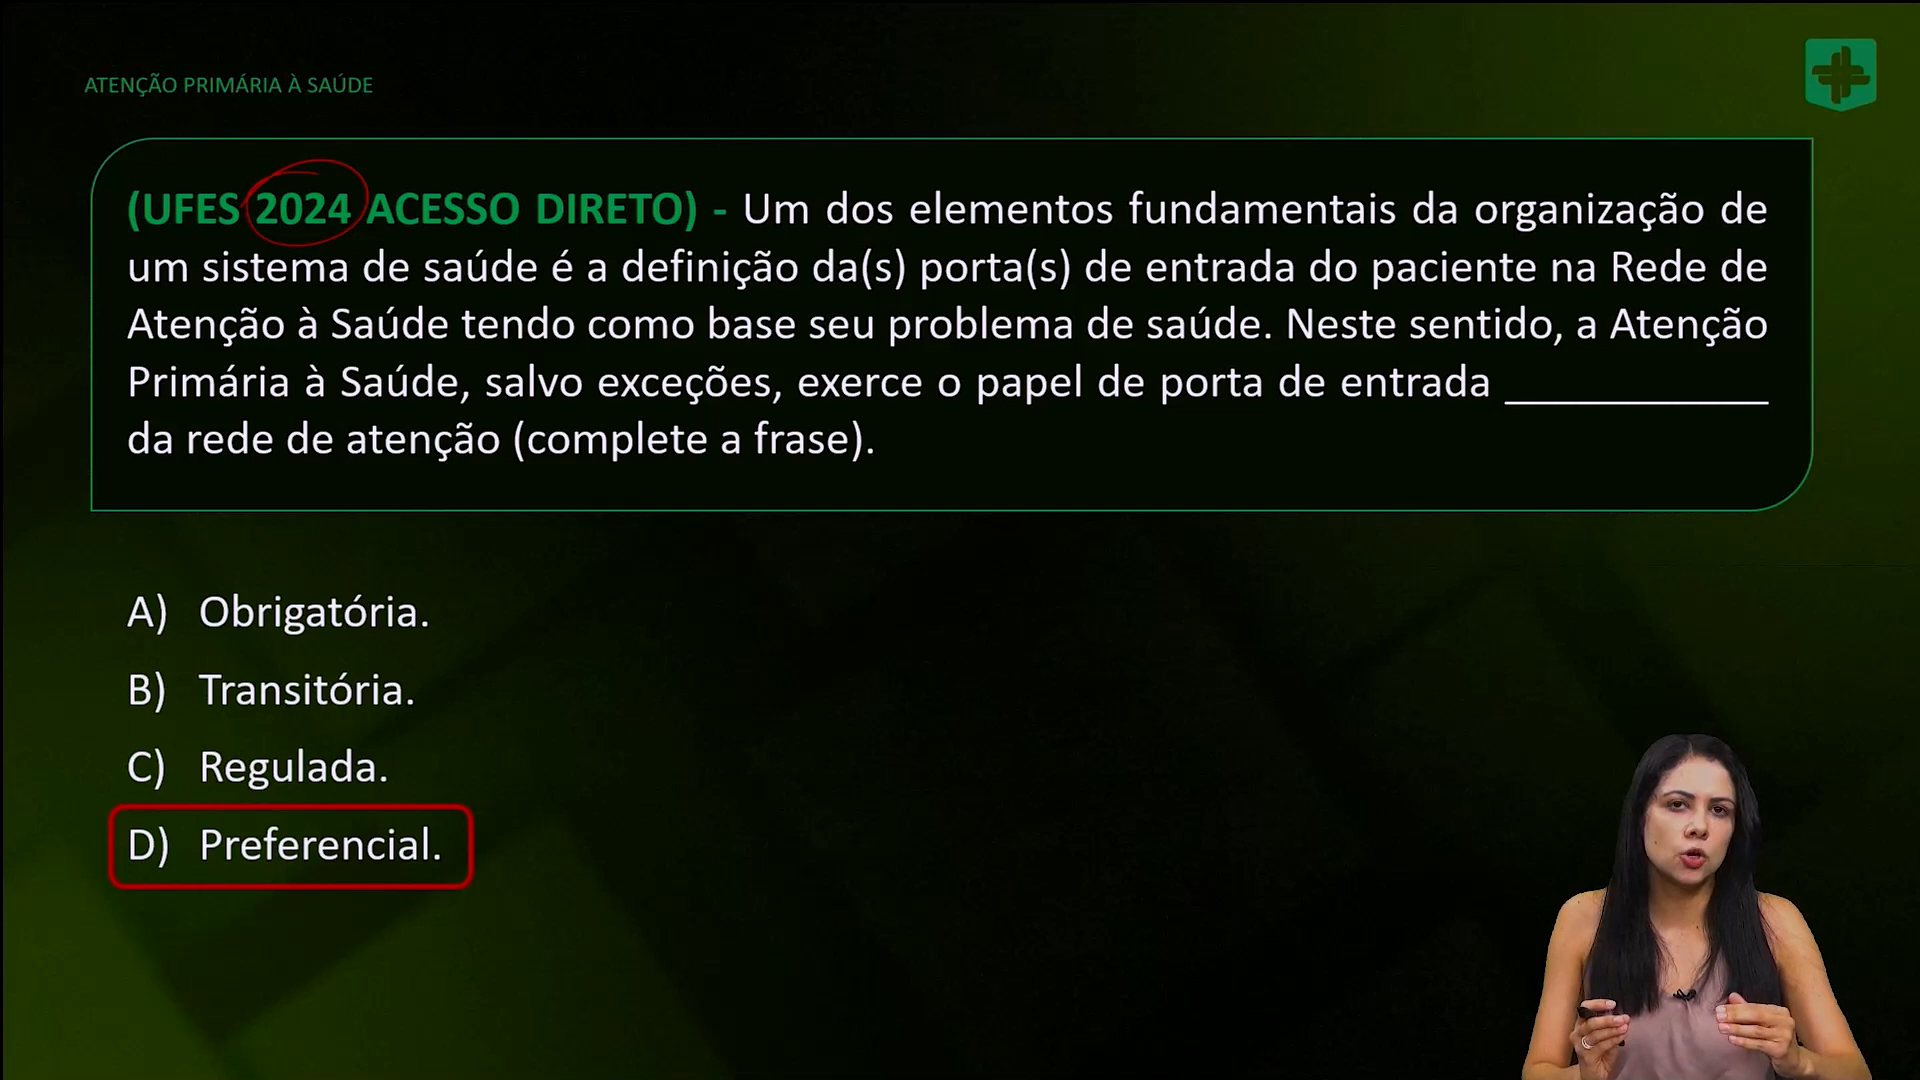 ATENÇÃO PRIMÁRIA À SAÚDE
(UFES 2024 ACESSO DIRETO) - Um dos elementos fundamentais da organização de
um sistema de saúde é a definição da(s) porta(s) de entrada do paciente na Rede de
Atenção à Saúde tendo como base seu problema de saúde. Neste sentido, a Atenção
Primária à Saúde, salvo exceções, exerce o papel de porta de entrada ____________
da rede de atenção (complete a frase).
A) Obrigatória.
B) Transitória.
C) Regulada.
D) Preferencial.